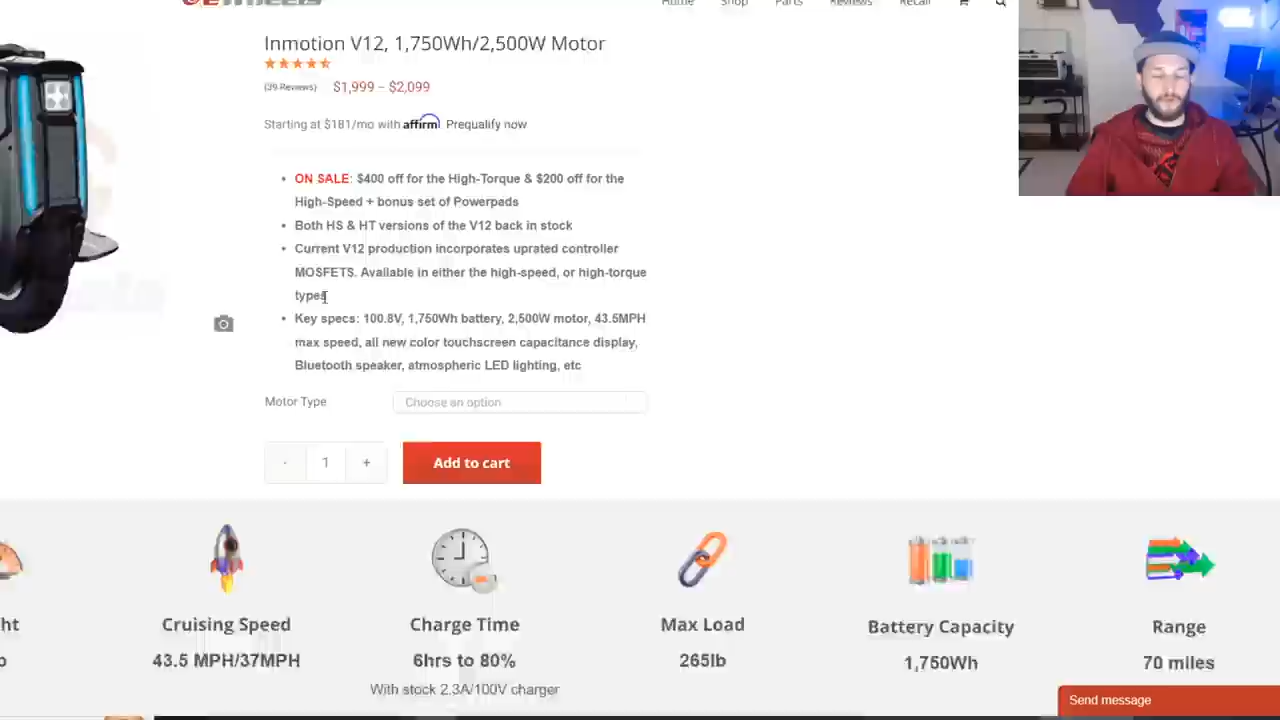 Home Shop Parts Reviews Recall
Inmotion V12, 1,750Wh/2,500W Motor
(39 Reviews) $1,999 – $2,099
Starting at $181/mo with affirm Prequalify now
ON SALE: $400 off for the High-Torque & $200 off for the
High-Speed + bonus set of Powerpads
Both HS & HT versions of the V12 back in stock
Current V12 production incorporates uprated controller
MOSFETS. Available in either the high-speed, or high-torque
types
Key specs: 100.8V, 1,750Wh battery, 2,500W motor, 43.5MPH
max speed, all new color touchscreen capacitance display,
Bluetooth speaker, atmospheric LED lighting, etc
Motor Type Choose an option
- 1 + Add to cart
Cruising Speed Charge Time Max Load Battery Capacity Range
43.5 MPH/37MPH 6hrs to 80% 265lb 1,750Wh 70 miles
With stock 2.3A/100V charger
Send message